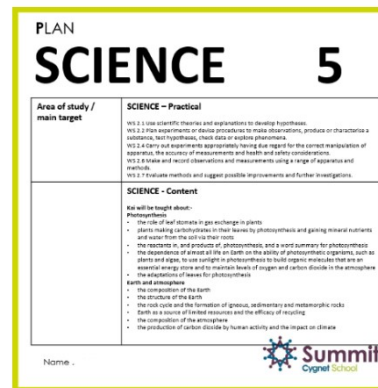 PLAN
SCIENCE 5
Area of study /
main target
SCIENCE – Practical
WS 2.1 Use scientific theories and explanations to develop hypotheses.
WS 2.2 Plan experiments or devise procedures to make observations, produce or characterise a
substance, test hypotheses, check data or explore phenomena.
WS 2.4 Carry out experiments appropriately having due regard for the correct manipulation of
apparatus, the accuracy of measurements and health and safety considerations.
WS 2.6 Make and record observations and measurements using a range of apparatus and
methods.
WS 2.7 Evaluate methods and suggest possible improvements and further investigations.
SCIENCE - Content
Kai will be taught about:-
Photosynthesis
• the role of leaf stomata in gas exchange in plants
• plants making carbohydrates in their leaves by photosynthesis and gaining mineral nutrients
and water from the soil via their roots
• the reactants in, and products of, photosynthesis, and a word summary for photosynthesis
• the dependence of almost all life on Earth on the ability of photosynthetic organisms, such as
plants and algae, to use sunlight in photosynthesis to build organic molecules that are an
essential energy store and to maintain levels of oxygen and carbon dioxide in the atmosphere
• the adaptations of leaves for photosynthesis
Earth and atmosphere
• the composition of the Earth
• the structure of the Earth
• the rock cycle and the formation of igneous, sedimentary and metamorphic rocks
• Earth as a source of limited resources and the efficacy of recycling
• the composition of the atmosphere
• the production of carbon dioxide by human activity and the impact on climate
Name .
Summit
Cygnet School